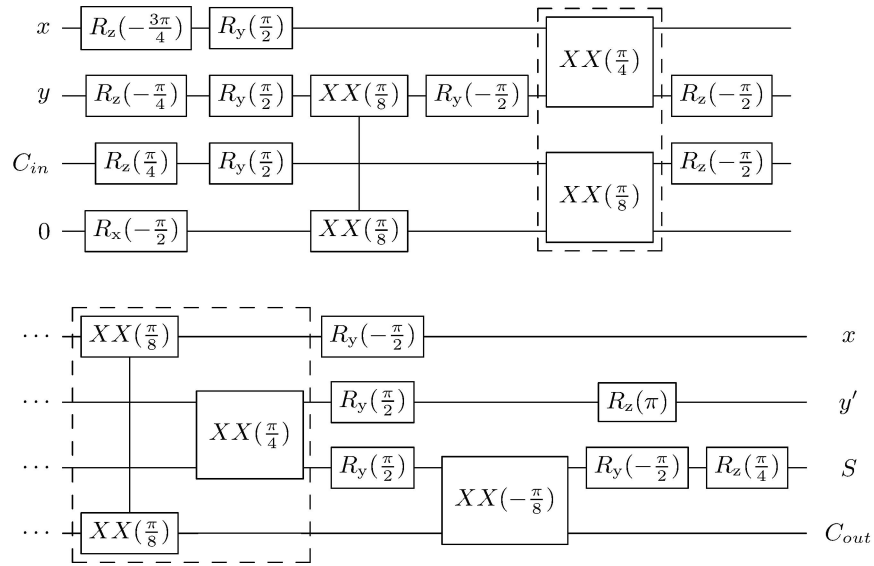 x R_z(-3π/4) R_y(π/2) XX(π/4)
y R_z(-π/4) R_y(π/2) XX(π/8) R_y(-π/2) R_z(-π/2)
C_in R_z(π/4) R_y(π/2) XX(π/8) R_z(-π/2)
0 R_x(-π/2) XX(π/8)
··· XX(π/8) R_y(-π/2) x
··· XX(π/4) R_y(π/2) R_z(π) y′
··· R_y(π/2) XX(-π/8) R_y(-π/2) R_z(π/4) S
··· XX(π/8) C_out